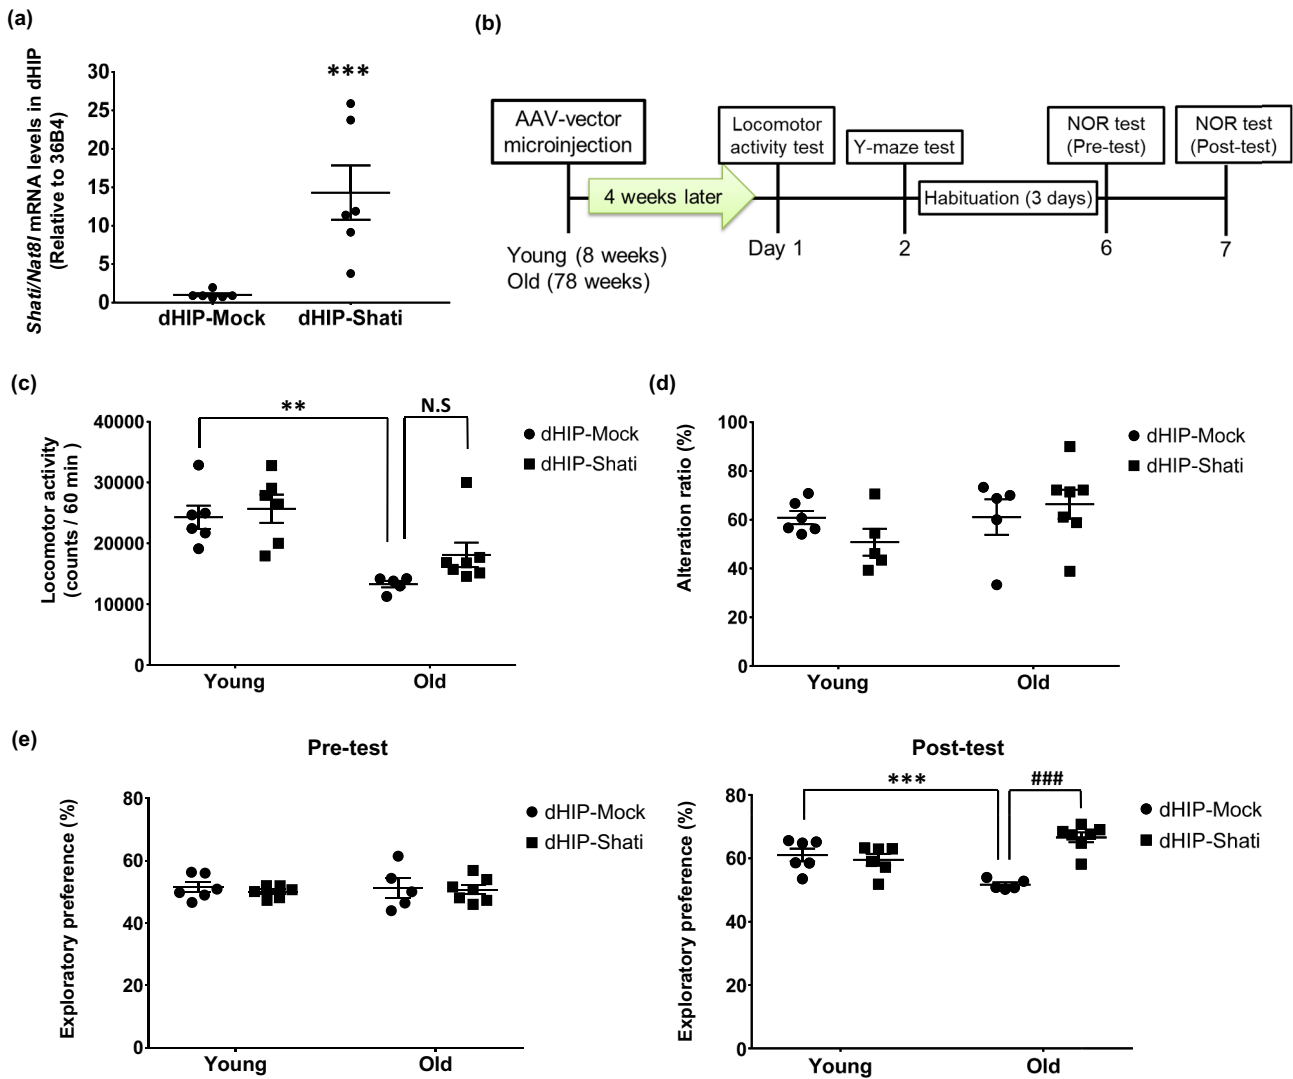 (a)
Shati/Nat8l mRNA levels in dHIP
(Relative to 36B4)
30
25
20
15
10
5
0
***
dHIP-Mock
dHIP-Shati
(b)
AAV-vector
microinjection
Locomotor
activity test
Y-maze test
NOR test
(Pre-test)
NOR test
(Post-test)
4 weeks later
Habituation (3 days)
Young (8 weeks)
Old (78 weeks)
Day 1
2
6
7
(c)
Locomotor activity
(counts / 60 min )
40000
30000
20000
10000
0
**
N.S
dHIP-Mock
dHIP-Shati
Young
Old
(d)
Alteration ratio (%)
100
80
60
40
20
0
dHIP-Mock
dHIP-Shati
Young
Old
(e)
Pre-test
Exploratory preference (%)
80
60
40
20
0
dHIP-Mock
dHIP-Shati
Young
Old
Post-test
Exploratory preference (%)
80
60
40
20
0
***
###
dHIP-Mock
dHIP-Shati
Young
Old